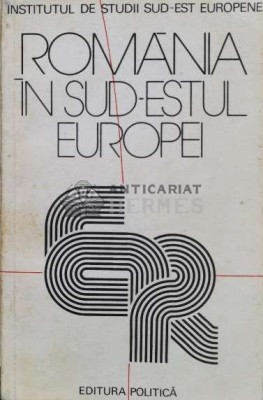 INSTITUTUL DE STUDII SUD-EST EUROPENE
ROMÂNIA
ÎN SUD-ESTUL
EUROPEI
ANTICARIAT
HERMES
EDITURA POLITICĂ